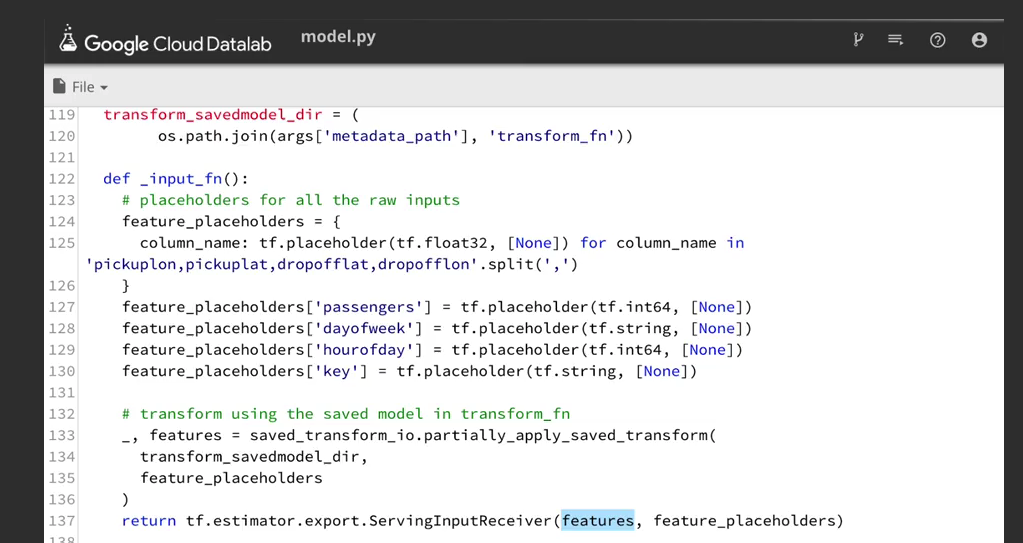 Google Cloud Datalab model.py
File
119 transform_savedmodel_dir = (
120 os.path.join(args['metadata_path'], 'transform_fn'))
121
122 def _input_fn():
123 # placeholders for all the raw inputs
124 feature_placeholders = {
125 column_name: tf.placeholder(tf.float32, [None]) for column_name in
'pickuplon,pickuplat,dropofflat,dropofflon'.split(',')
126 }
127 feature_placeholders['passengers'] = tf.placeholder(tf.int64, [None])
128 feature_placeholders['dayofweek'] = tf.placeholder(tf.string, [None])
129 feature_placeholders['hourofday'] = tf.placeholder(tf.int64, [None])
130 feature_placeholders['key'] = tf.placeholder(tf.string, [None])
131
132 # transform using the saved model in transform_fn
133 _, features = saved_transform_io.partially_apply_saved_transform(
134 transform_savedmodel_dir,
135 feature_placeholders
136 )
137 return tf.estimator.export.ServingInputReceiver(features, feature_placeholders)
138